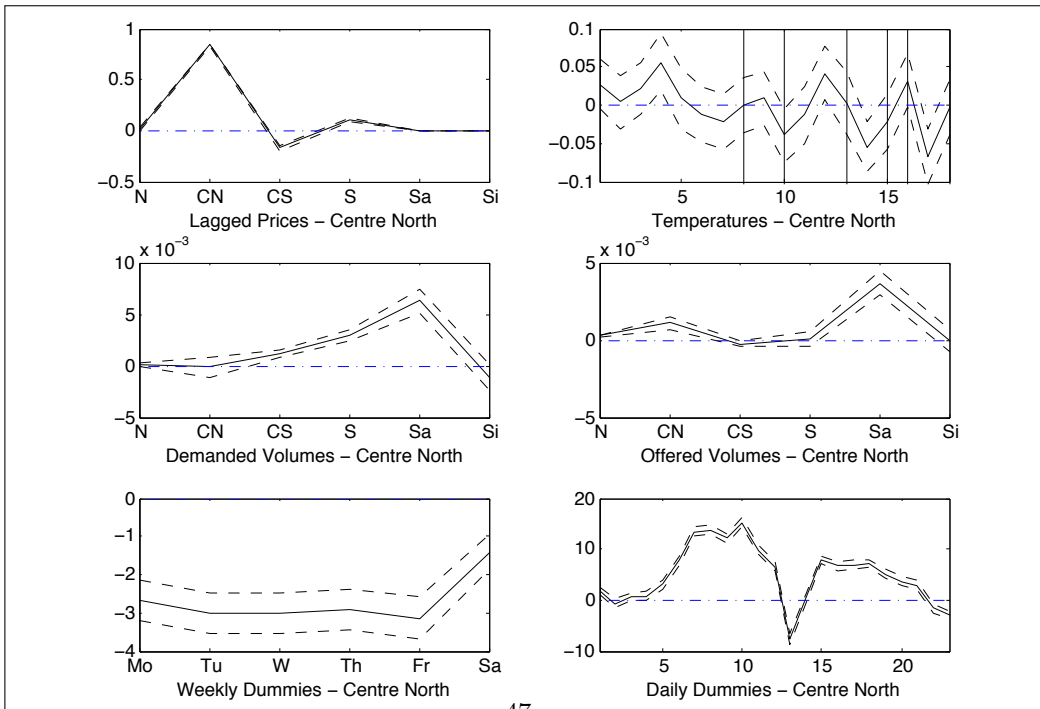 1
0.5
0
−0.5
N CN CS S Sa Si
Lagged Prices − Centre North
0.1
0.05
0
−0.05
−0.1
5 10 15
Temperatures − Centre North
x 10−3
10
5
0
−5
N CN CS S Sa Si
Demanded Volumes − Centre North
x 10−3
5
0
−5
N CN CS S Sa Si
Offered Volumes − Centre North
0
−1
−2
−3
−4
Mo Tu W Th Fr Sa
Weekly Dummies − Centre North
20
10
0
−10
5 10 15 20
Daily Dummies − Centre North
47